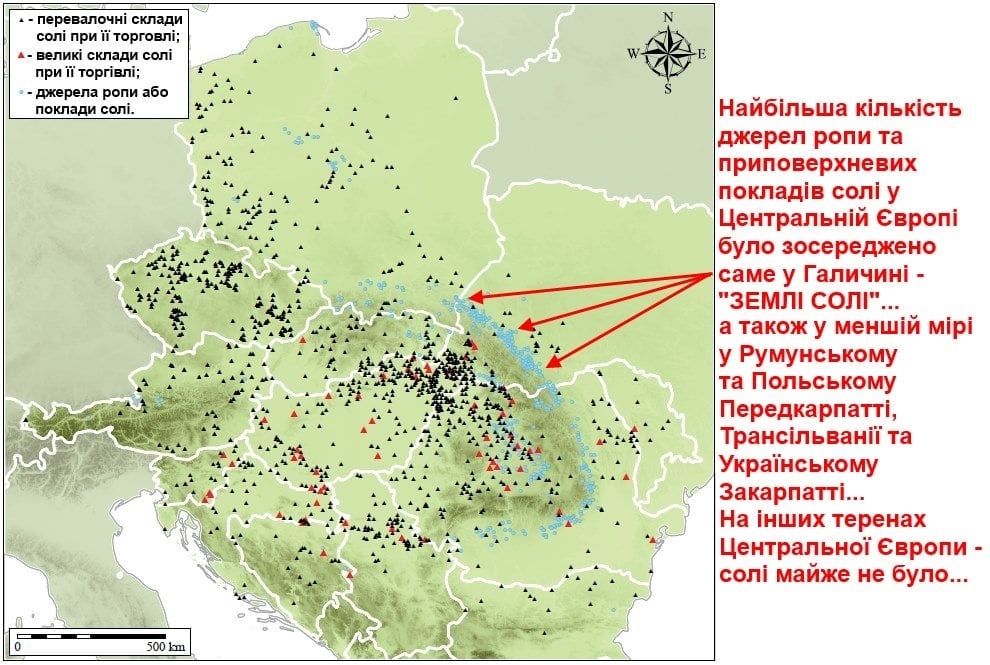 - перевалочні склади
солі при її торговлі;
- великі склади солі
при її торгівлі;
- джерела ропи або
поклади солі.
N
W E
S
Найбільша кількість
джерел ропи та
приповерхневих
покладів солі у
Центральній Європі
було зосереджено
саме у Галичині -
"ЗЕМЛІ СОЛІ"...
а також у меншій мірі
у Румунському
та Польському
Передкарпатті,
Трансільванії та
Українському
Закарпатті...
На інших теренах
Центральної Європи -
солі майже не було...
0 500 km